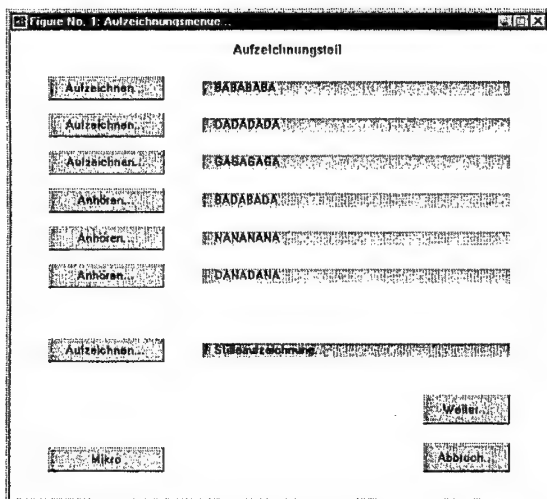 Figure No. 1: Aufzeichnungsmenue...
Aufzeichnungsteil
Aufzeichnen... BABABABA
Aufzeichnen... DADADADA
Aufzeichnen... GAGAGAGA
Anhören... BADABADA
Anhören... NANANANA
Anhören... DANADANA
Aufzeichnen... Stilleaufzeichnung...
Weiter...
Mikro Abbruch...